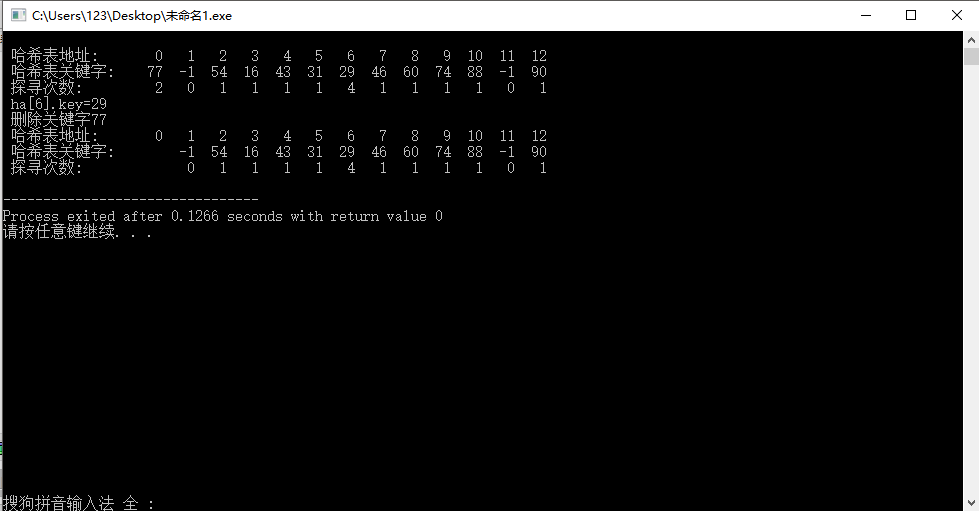 C:\Users\123\Desktop\未命名1.exe
哈希表地址: 0 1 2 3 4 5 6 7 8 9 10 11 12
哈希表关键字: 77 -1 54 16 43 31 29 46 60 74 88 -1 90
探寻次数: 2 0 1 1 1 1 4 1 1 1 1 0 1
ha[6].key=29
删除关键字77
哈希表地址: 0 1 2 3 4 5 6 7 8 9 10 11 12
哈希表关键字: -1 54 16 43 31 29 46 60 74 88 -1 90
探寻次数: 0 1 1 1 1 4 1 1 1 1 0 1
--------------------------------
Process exited after 0.1266 seconds with return value 0
请按任意键继续. . .
搜狗拼音输入法 全 :